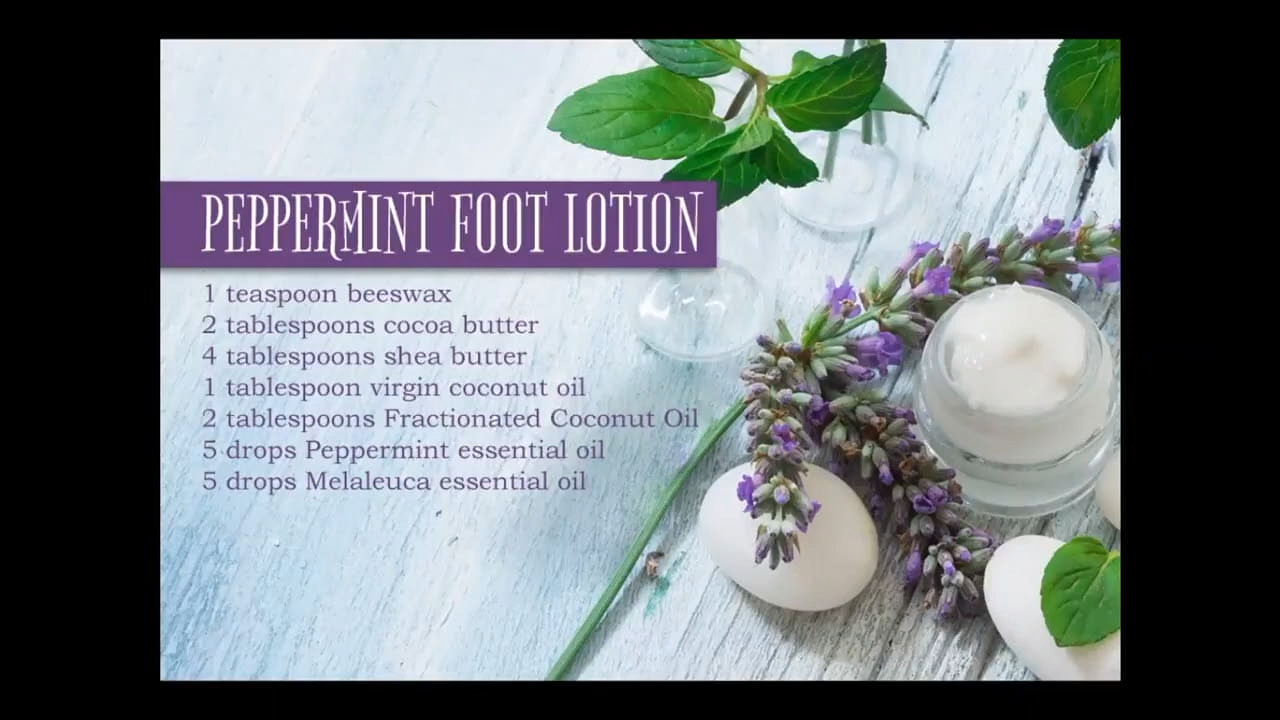 PEPPERMINT FOOT LOTION
1 teaspoon beeswax
2 tablespoons cocoa butter
4 tablespoons shea butter
1 tablespoon virgin coconut oil
2 tablespoons Fractionated Coconut Oil
5 drops Peppermint essential oil
5 drops Melaleuca essential oil